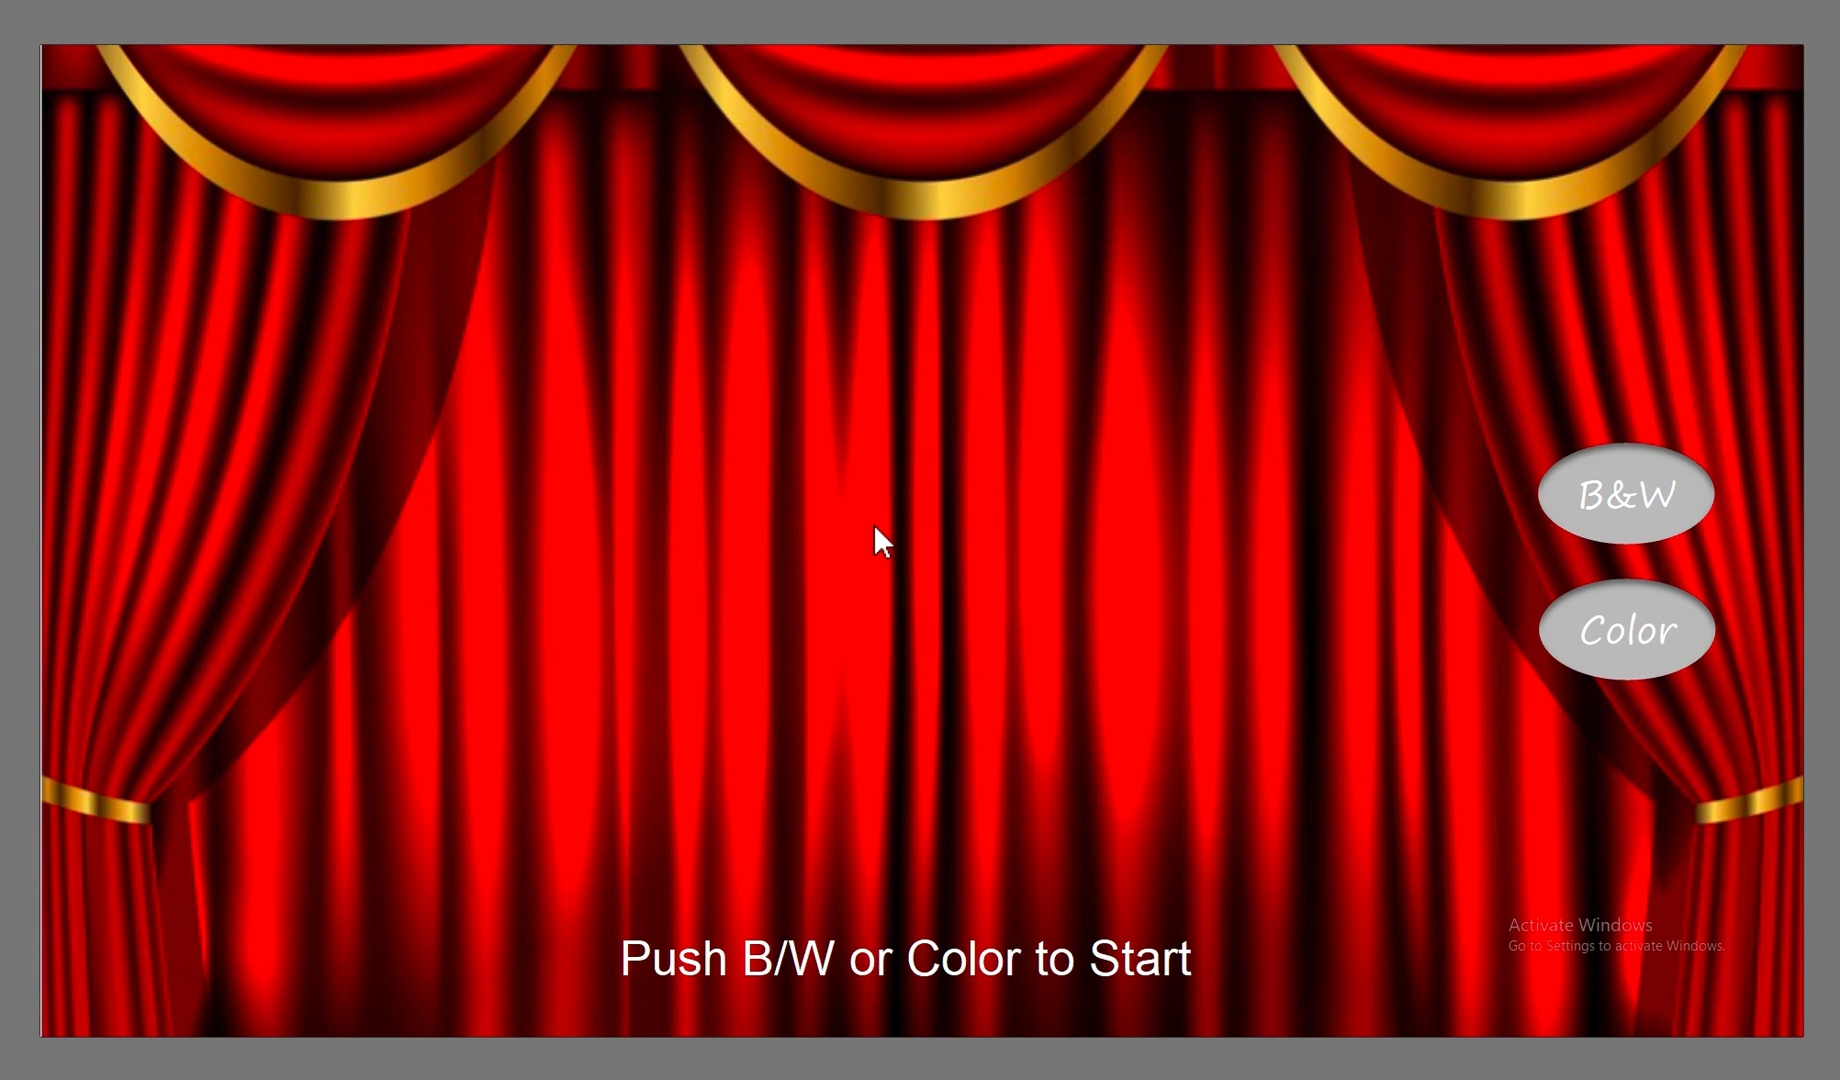 B&W
Color
Push B/W or Color to Start
Activate Windows
Go to Settings to activate Windows.